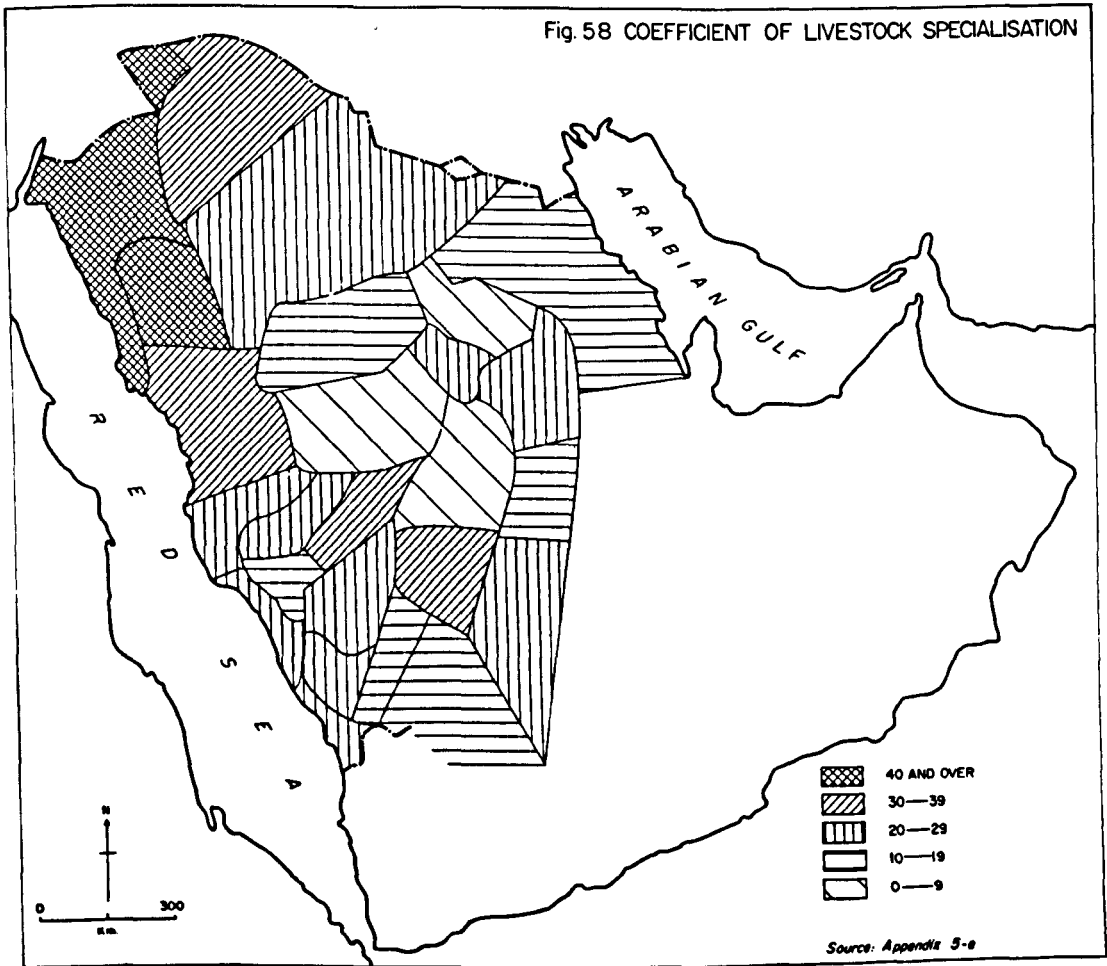 Fig. 58 COEFFICIENT OF LIVESTOCK SPECIALISATION
ARABIAN GULF
RED SEA
N
0 300
Km.
40 AND OVER
30—39
20—29
10—19
0—9
Source: Appendix 5-e